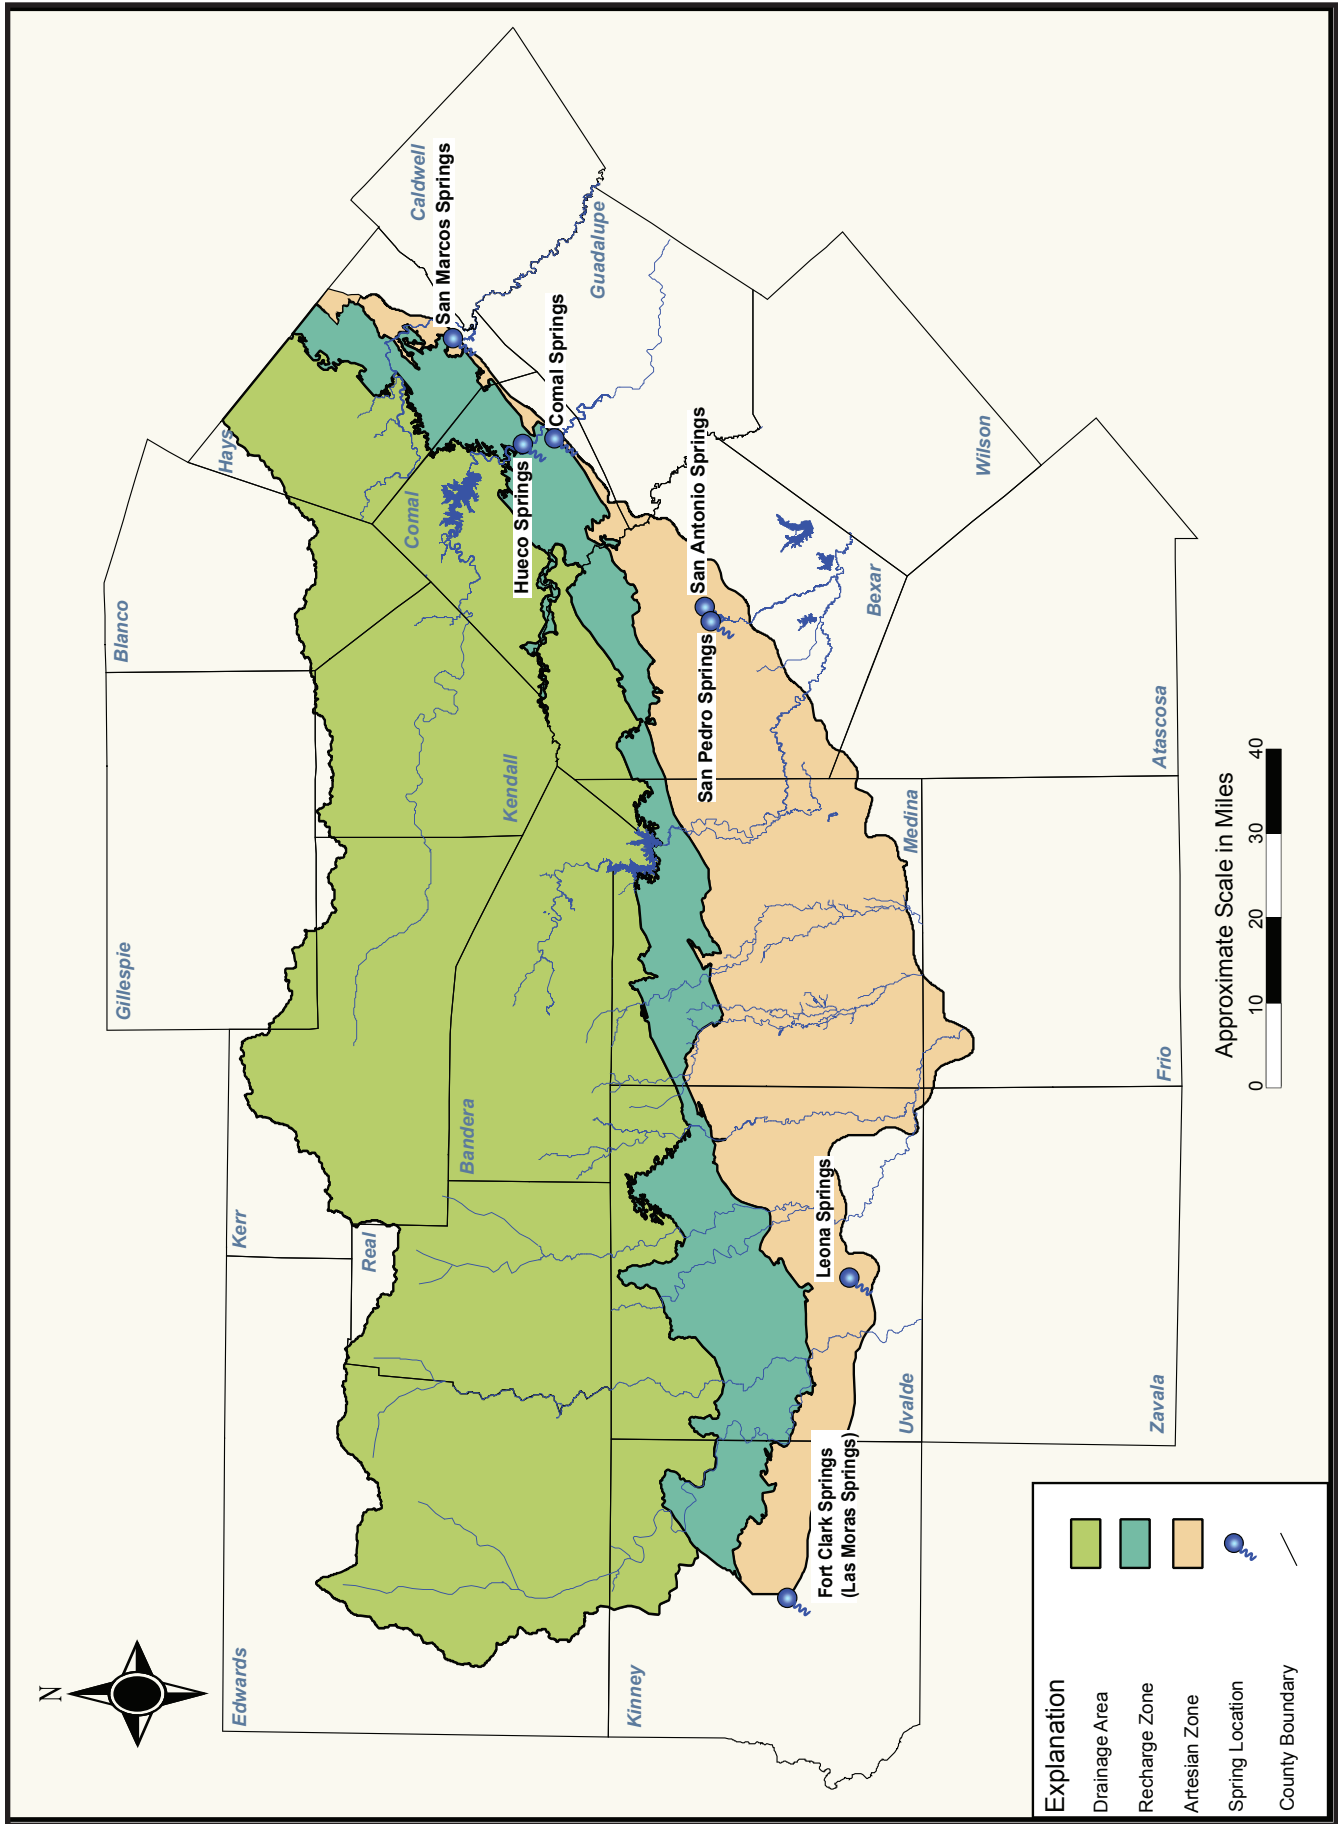 N
Edwards
Kerr
Real
Gillespie
Blanco
Hays
Comal
Caldwell
San Marcos Springs
Guadalupe
Comal Springs
Hueco Springs
Kendall
Bandera
Kinney
San Antonio Springs
San Pedro Springs
Bexar
Wilson
Medina
Leona Springs
Uvalde
Fort Clark Springs
(Las Moras Springs)
Zavala
Frio
Atascosa
Approximate Scale in Miles
0 10 20 30 40
Explanation
Drainage Area
Recharge Zone
Artesian Zone
Spring Location
County Boundary